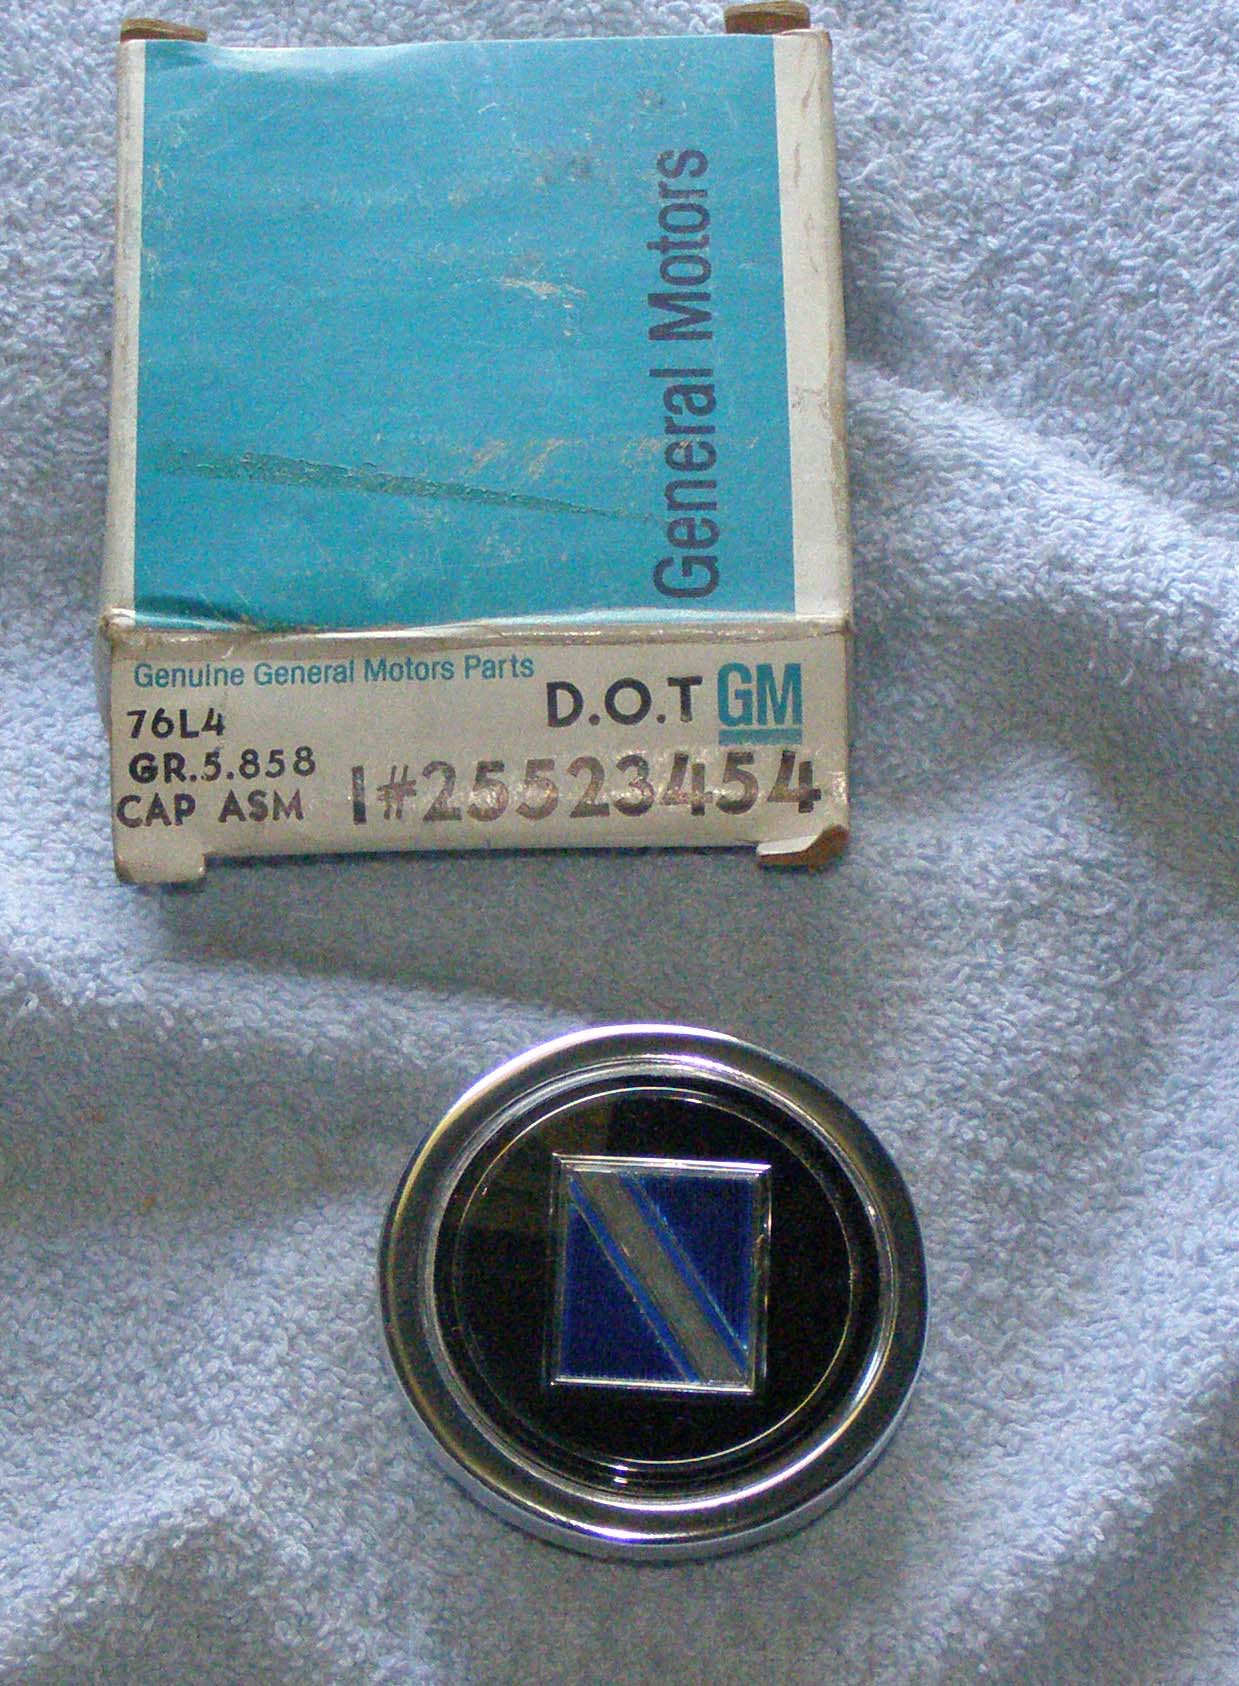 General Motors
Genuine General Motors Parts
D.O.T GM
76L4
GR.5.858
CAP ASM 1#25523454